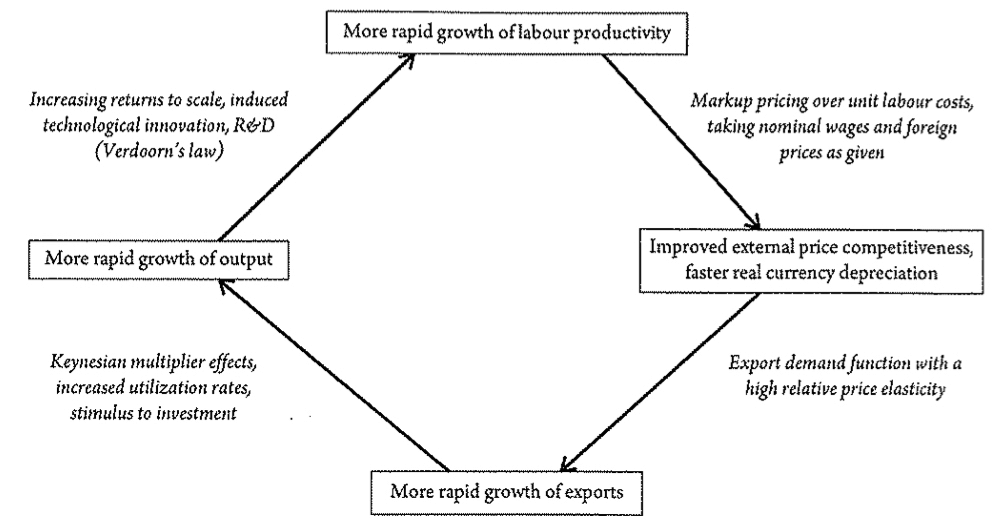 More rapid growth of labour productivity
Increasing returns to scale, induced
technological innovation, R&D
(Verdoorn's law)
Markup pricing over unit labour costs,
taking nominal wages and foreign
prices as given
More rapid growth of output
Improved external price competitiveness,
faster real currency depreciation
Keynesian multiplier effects,
increased utilization rates,
stimulus to investment
Export demand function with a
high relative price elasticity
More rapid growth of exports